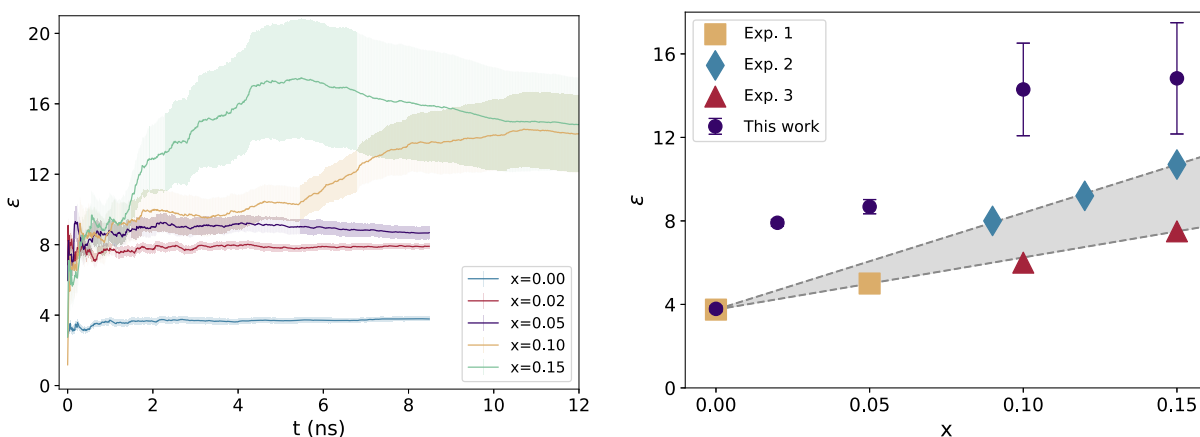 20
16
12
8
4
0
ε
0
2
4
6
8
10
12
t (ns)
x=0.00
x=0.02
x=0.05
x=0.10
x=0.15
16
12
8
4
0
ε
0.00
0.05
0.10
0.15
x
Exp. 1
Exp. 2
Exp. 3
This work